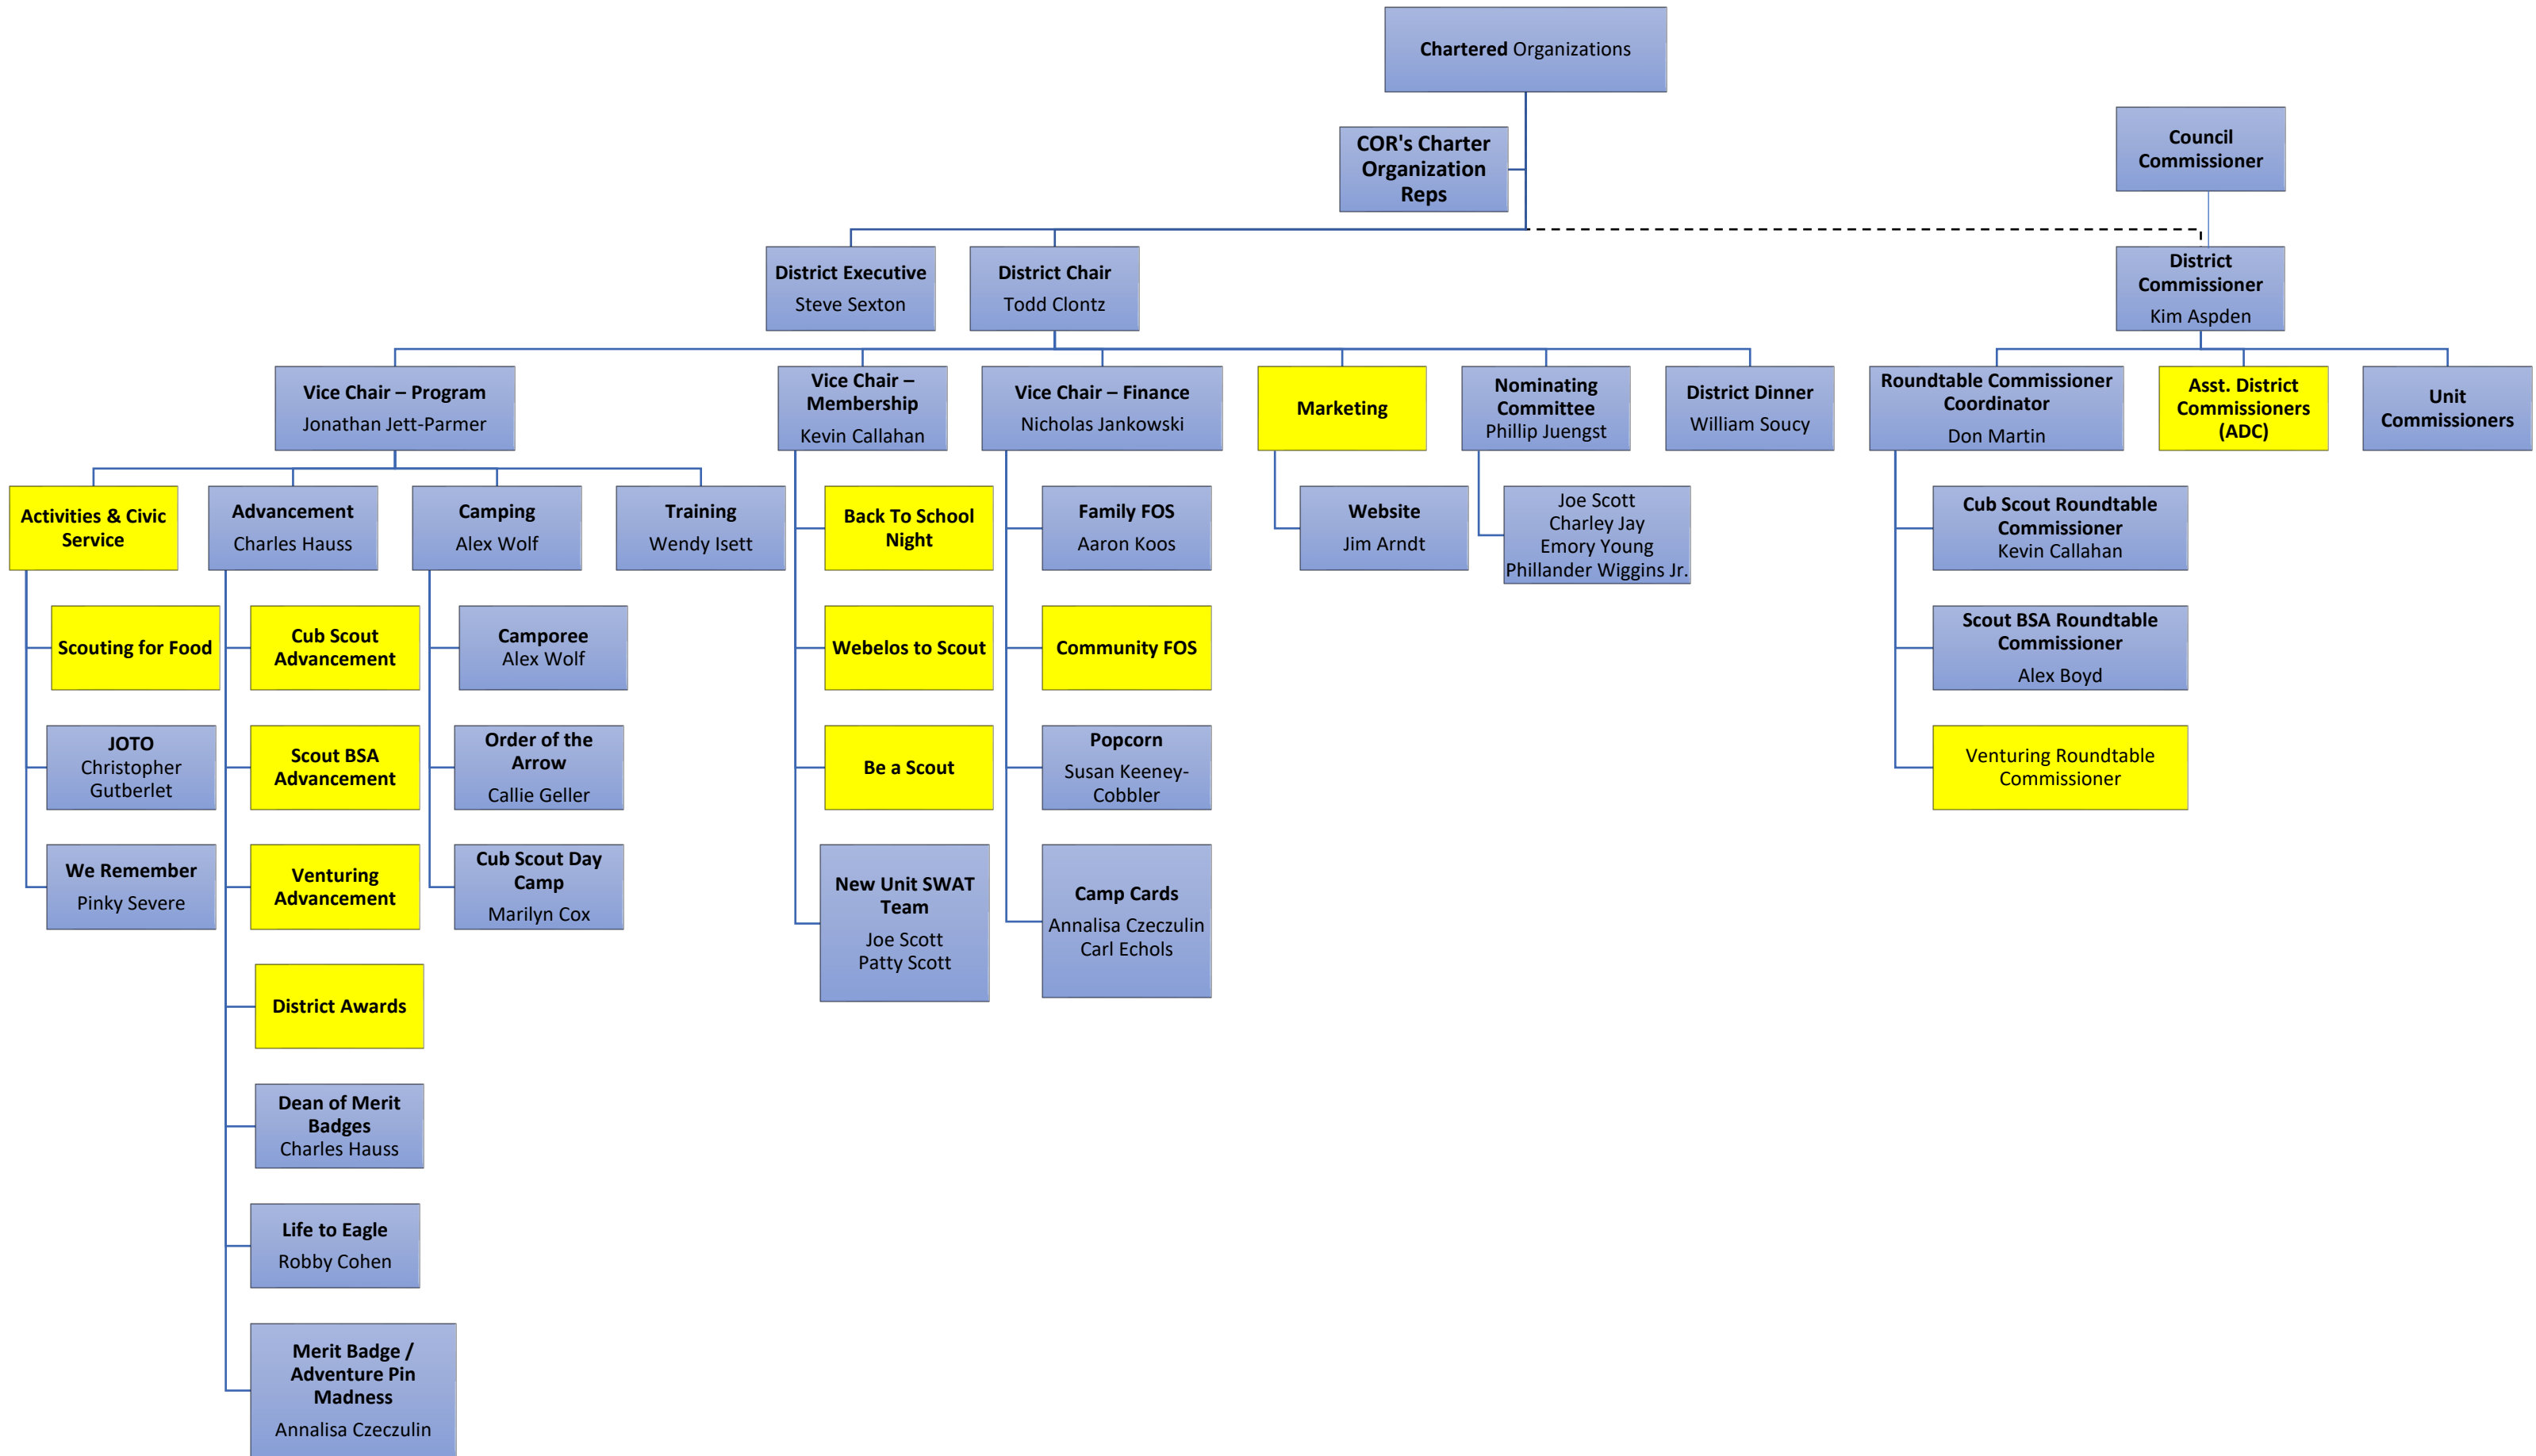 Chartered Organizations
COR's Charter
Organization
Reps
Council
Commissioner
District Executive
Steve Sexton
District Chair
Todd Clontz
District
Commissioner
Kim Aspden
Vice Chair – Program
Jonathan Jett-Parmer
Vice Chair –
Membership
Kevin Callahan
Vice Chair – Finance
Nicholas Jankowski
Marketing
Nominating
Committee
Phillip Juengst
District Dinner
William Soucy
Roundtable Commissioner
Coordinator
Don Martin
Asst. District
Commissioners
(ADC)
Unit
Commissioners
Activities & Civic
Service
Advancement
Charles Hauss
Camping
Alex Wolf
Training
Wendy Isett
Back To School
Night
Family FOS
Aaron Koos
Website
Jim Arndt
Joe Scott
Charley Jay
Emory Young
Phillander Wiggins Jr.
Cub Scout Roundtable
Commissioner
Kevin Callahan
Scouting for Food
Cub Scout
Advancement
Camporee
Alex Wolf
Webelos to Scout
Community FOS
Scout BSA Roundtable
Commissioner
Alex Boyd
JOTO
Christopher
Gutberlet
Scout BSA
Advancement
Order of the
Arrow
Callie Geller
Be a Scout
Popcorn
Susan Keeney-
Cobbler
Venturing Roundtable
Commissioner
We Remember
Pinky Severe
Venturing
Advancement
Cub Scout Day
Camp
Marilyn Cox
New Unit SWAT
Team
Joe Scott
Patty Scott
Camp Cards
Annalisa Czeczulin
Carl Echols
District Awards
Dean of Merit
Badges
Charles Hauss
Life to Eagle
Robby Cohen
Merit Badge /
Adventure Pin
Madness
Annalisa Czeczulin